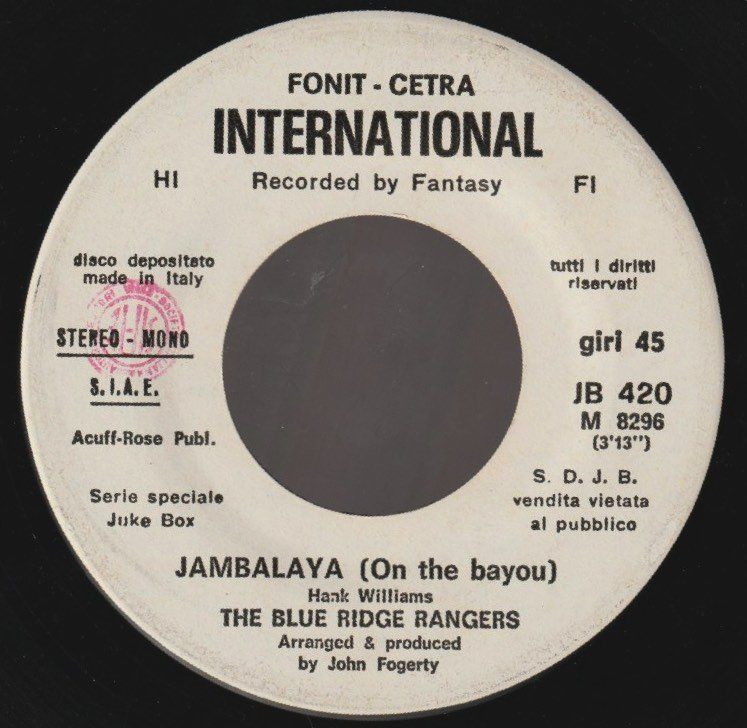 FONIT - CETRA
INTERNATIONAL
HI Recorded by Fantasy FI
disco depositato
made in Italy
tutti i diritti
riservati
STEREO - MONO
S.I.A.E.
Acuff-Rose Publ.
Serie speciale
Juke Box
giri 45
JB 420
M 8296
(3'13")
S. D. J. B.
vendita vietata
al pubblico
JAMBALAYA (On the bayou)
Hank Williams
THE BLUE RIDGE RANGERS
Arranged & produced
by John Fogerty